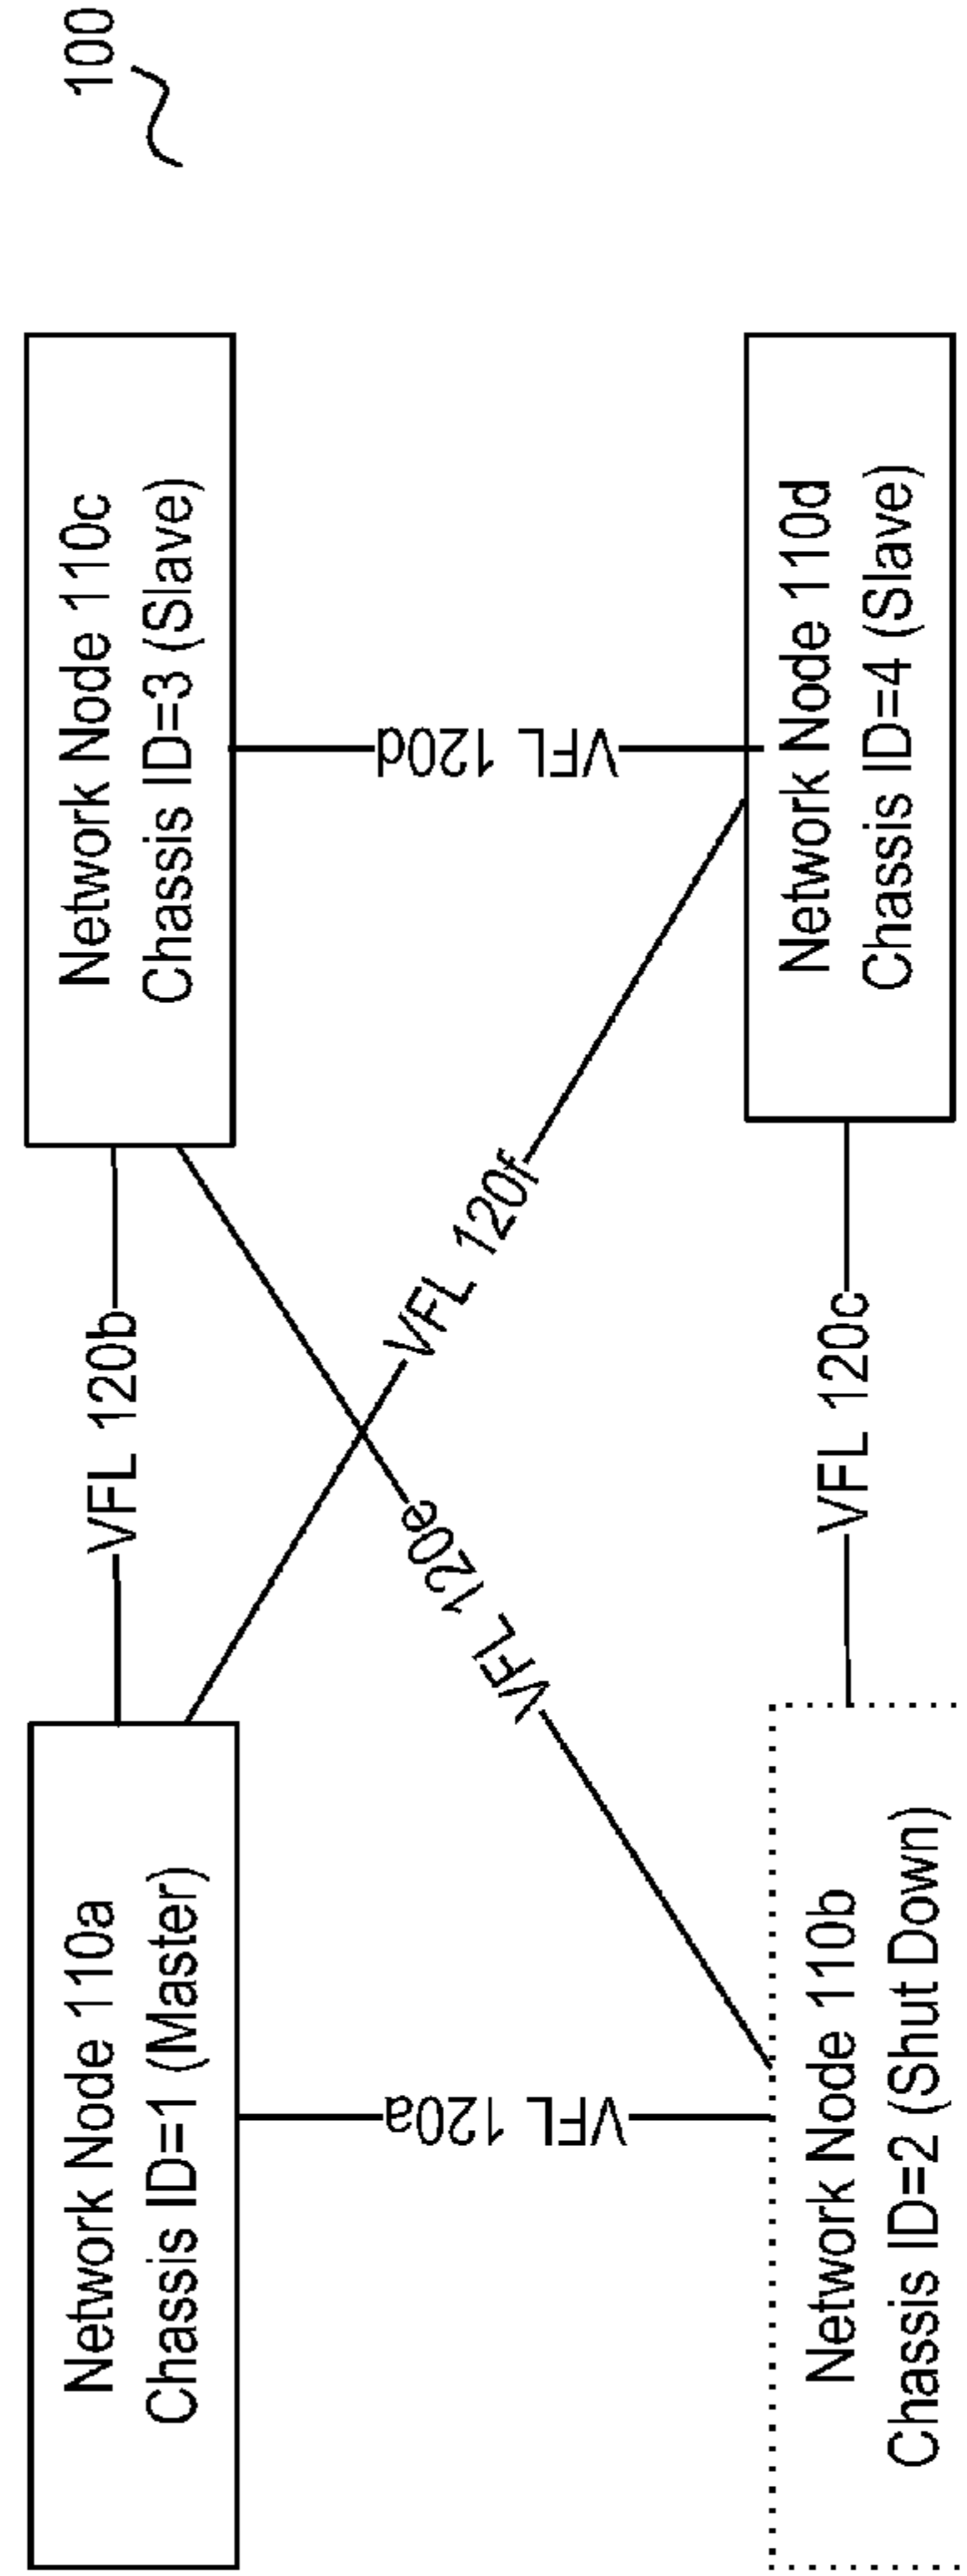 100
Network Node 110a
Chassis ID=1 (Master)
VFL 120b
Network Node 110c
Chassis ID=3 (Slave)
VFL 120a
VFL 120e
VFL 120f
VFL 120d
Network Node 110b
Chassis ID=2 (Shut Down)
VFL 120c
Network Node 110d
Chassis ID=4 (Slave)